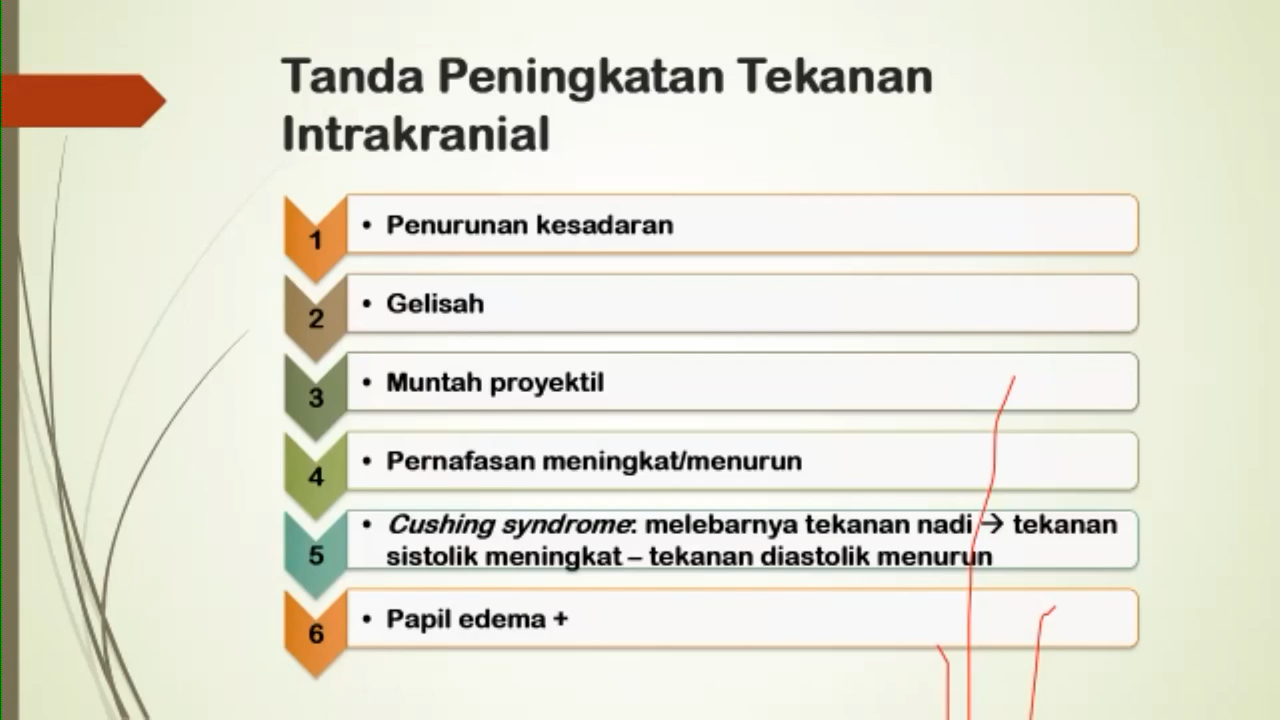 Tanda Peningkatan Tekanan
Intrakranial
1
• Penurunan kesadaran
2
• Gelisah
3
• Muntah proyektil
4
• Pernafasan meningkat/menurun
5
• Cushing syndrome: melebarnya tekanan nadi → tekanan
sistolik meningkat – tekanan diastolik menurun
6
• Papil edema +